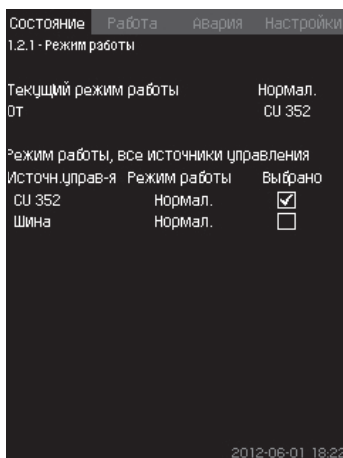 Состояние Работа Авария Настройки
1.2.1 - Режим работы
Текущий режим работы Нормал.
От CU 352
Режим работы, все источники управления
Источн.управ-я Режим работы Выбрано
CU 352 Нормал.
Шина Нормал.
2012-06-01 18:22